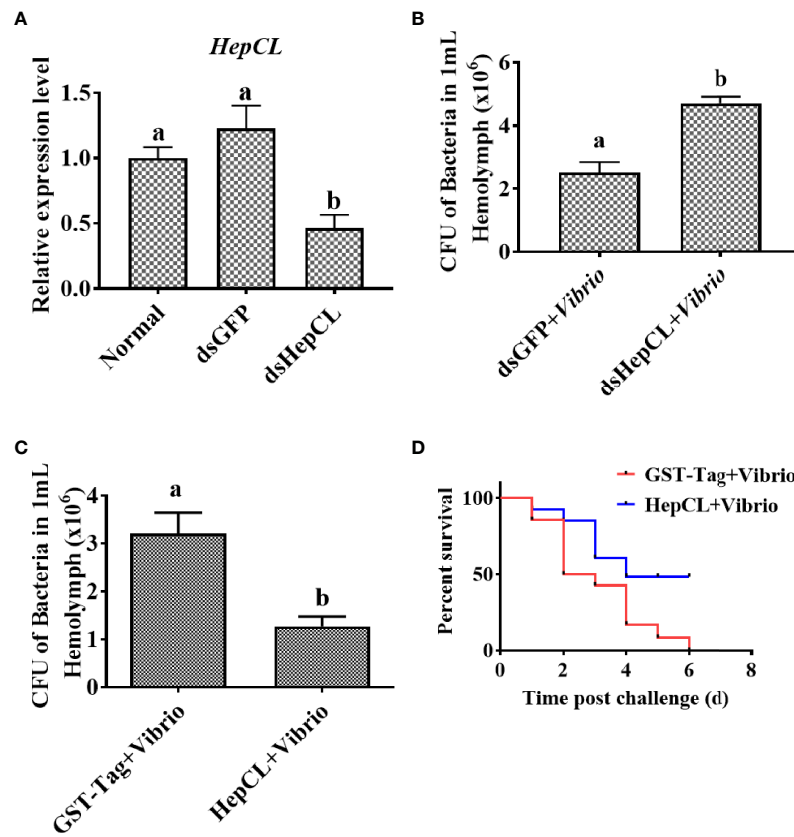 A
HepCL
Relative expression level
1.5
1.0
0.5
0.0
a
a
b
Normal
dsGFP
dsHepCL
B
CFU of Bacteria in 1mL
Hemolymph (x10⁶)
6
4
2
0
a
b
dsGFP+Vibrio
dsHepCL+Vibrio
C
CFU of Bacteria in 1mL
Hemolymph (x10⁶)
4
3
2
1
0
a
b
GST-Tag+Vibrio
HepCL+Vibrio
D
GST-Tag+Vibrio
HepCL+Vibrio
Percent survival
100
50
0
0 2 4 6 8
Time post challenge (d)